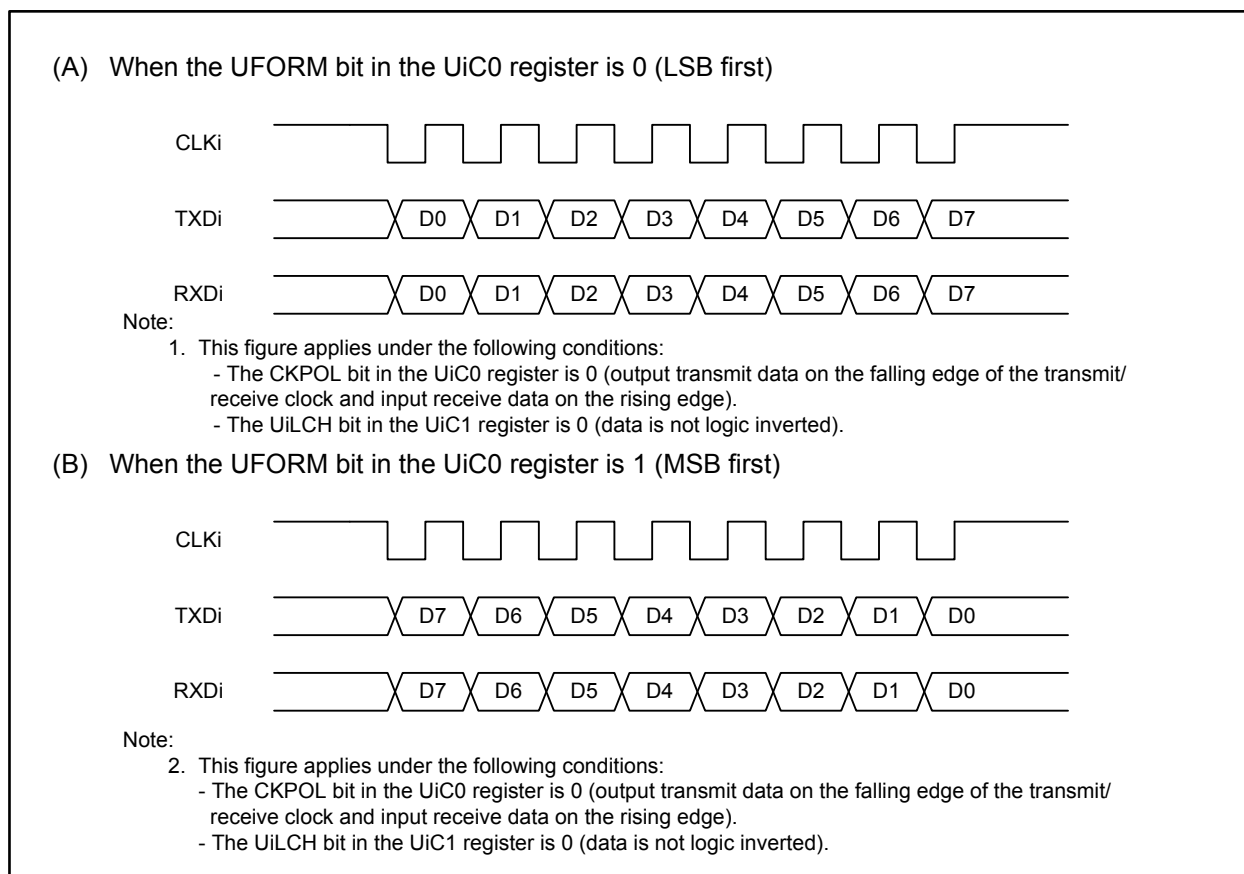 (A) When the UFORM bit in the UiC0 register is 0 (LSB first)
CLKi
TXDi D0 D1 D2 D3 D4 D5 D6 D7
RXDi D0 D1 D2 D3 D4 D5 D6 D7
Note:
1. This figure applies under the following conditions:
- The CKPOL bit in the UiC0 register is 0 (output transmit data on the falling edge of the transmit/
receive clock and input receive data on the rising edge).
- The UiLCH bit in the UiC1 register is 0 (data is not logic inverted).
(B) When the UFORM bit in the UiC0 register is 1 (MSB first)
CLKi
TXDi D7 D6 D5 D4 D3 D2 D1 D0
RXDi D7 D6 D5 D4 D3 D2 D1 D0
Note:
2. This figure applies under the following conditions:
- The CKPOL bit in the UiC0 register is 0 (output transmit data on the falling edge of the transmit/
receive clock and input receive data on the rising edge).
- The UiLCH bit in the UiC1 register is 0 (data is not logic inverted).